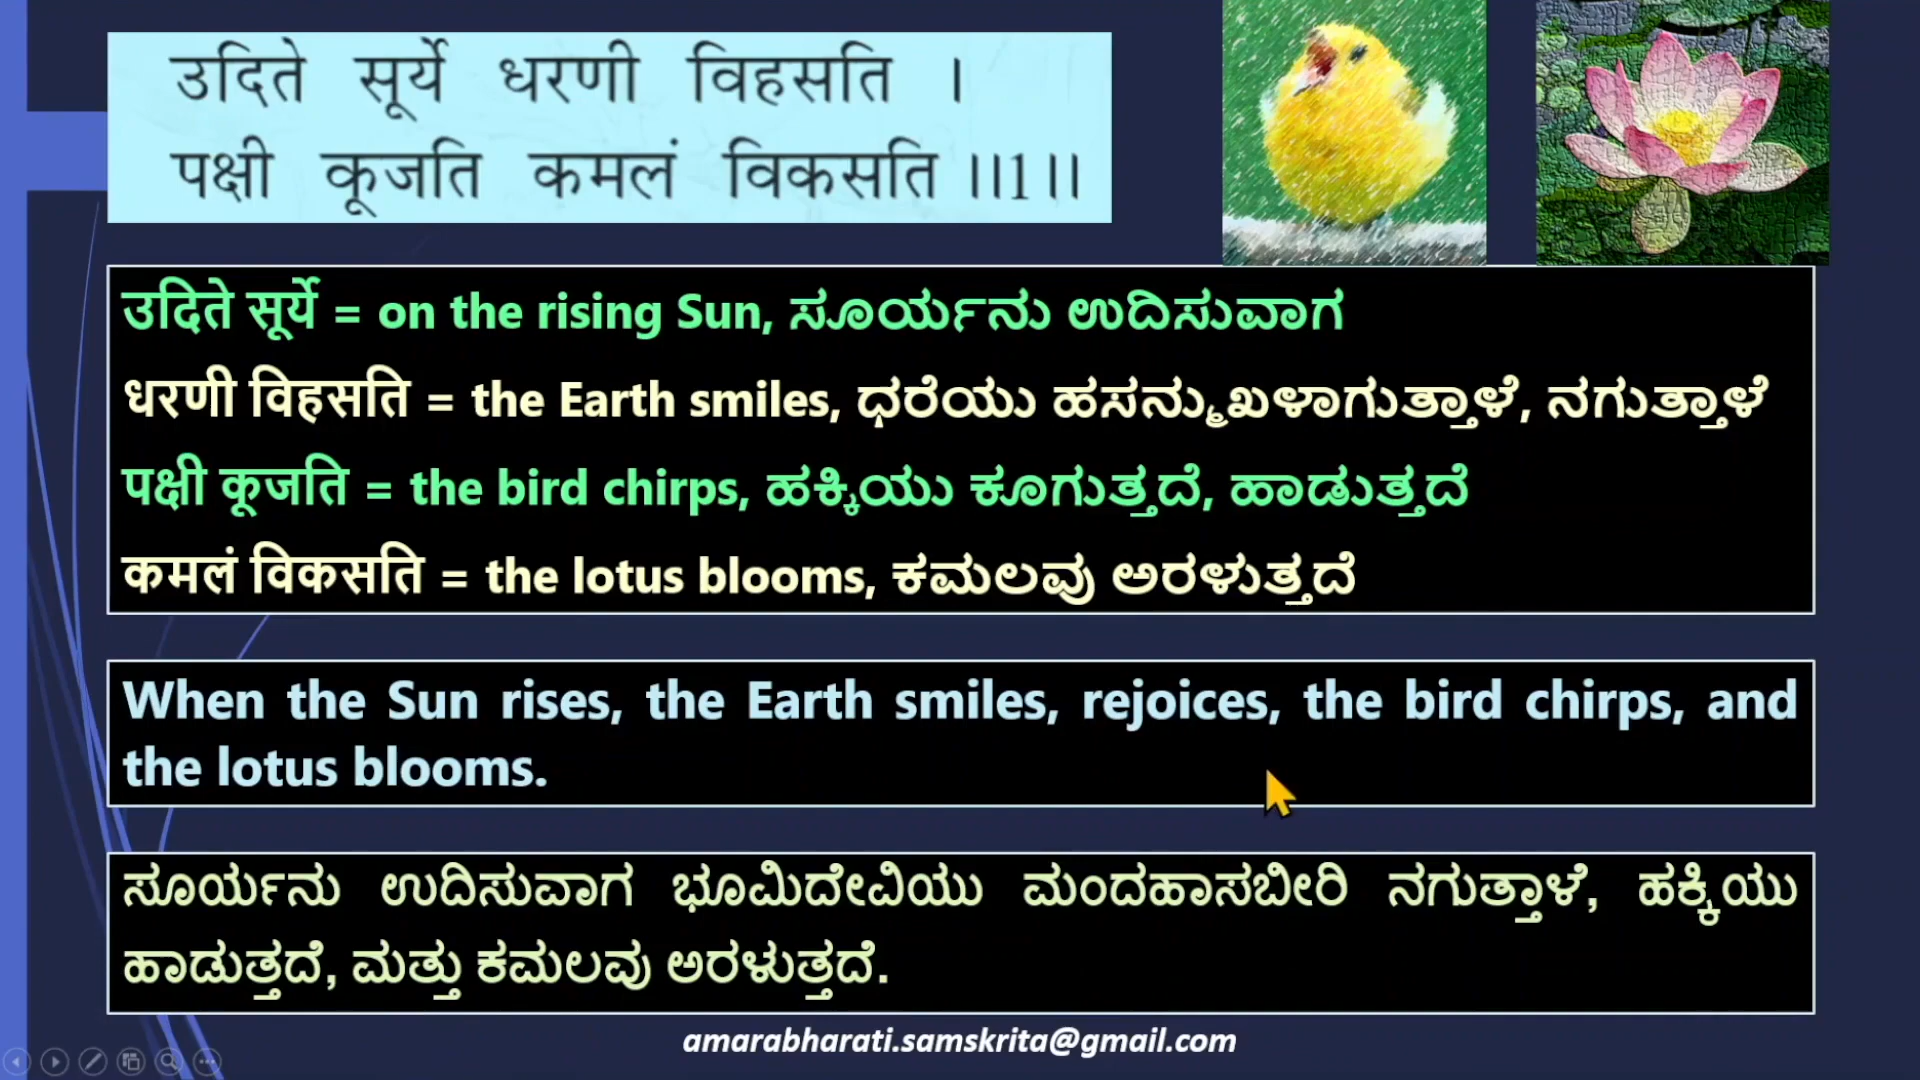 उदिते सूर्ये धरणी विहसति ।
पक्षी कूजति कमलं विकसति ।।1।।
उदिते सूर्ये = on the rising Sun, ಸೂರ್ಯನು ಉದಿಸುವಾಗ
धरणी विहसति = the Earth smiles, ಧರೆಯು ಹಸನ್ಮುಖಳಾಗುತ್ತಾಳೆ, ನಗುತ್ತಾಳೆ
पक्षी कूजति = the bird chirps, ಹಕ್ಕಿಯು ಕೂಗುತ್ತದೆ, ಹಾಡುತ್ತದೆ
कमलं विकसति = the lotus blooms, ಕಮಲವು ಅರಳುತ್ತದೆ
When the Sun rises, the Earth smiles, rejoices, the bird chirps, and
the lotus blooms.
ಸೂರ್ಯನು ಉದಿಸುವಾಗ ಭೂಮಿದೇವಿಯು ಮಂದಹಾಸಬೀರಿ ನಗುತ್ತಾಳೆ, ಹಕ್ಕಿಯು
ಹಾಡುತ್ತದೆ, ಮತ್ತು ಕಮಲವು ಅರಳುತ್ತದೆ.
amarabharati.samskrita@gmail.com